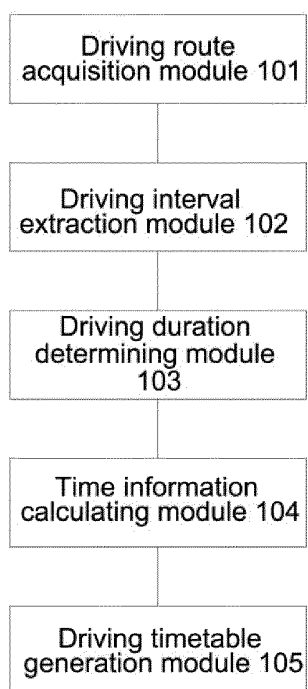 Driving route
acquisition module 101
Driving interval
extraction module 102
Driving duration
determining module
103
Time information
calculating module 104
Driving timetable
generation module 105